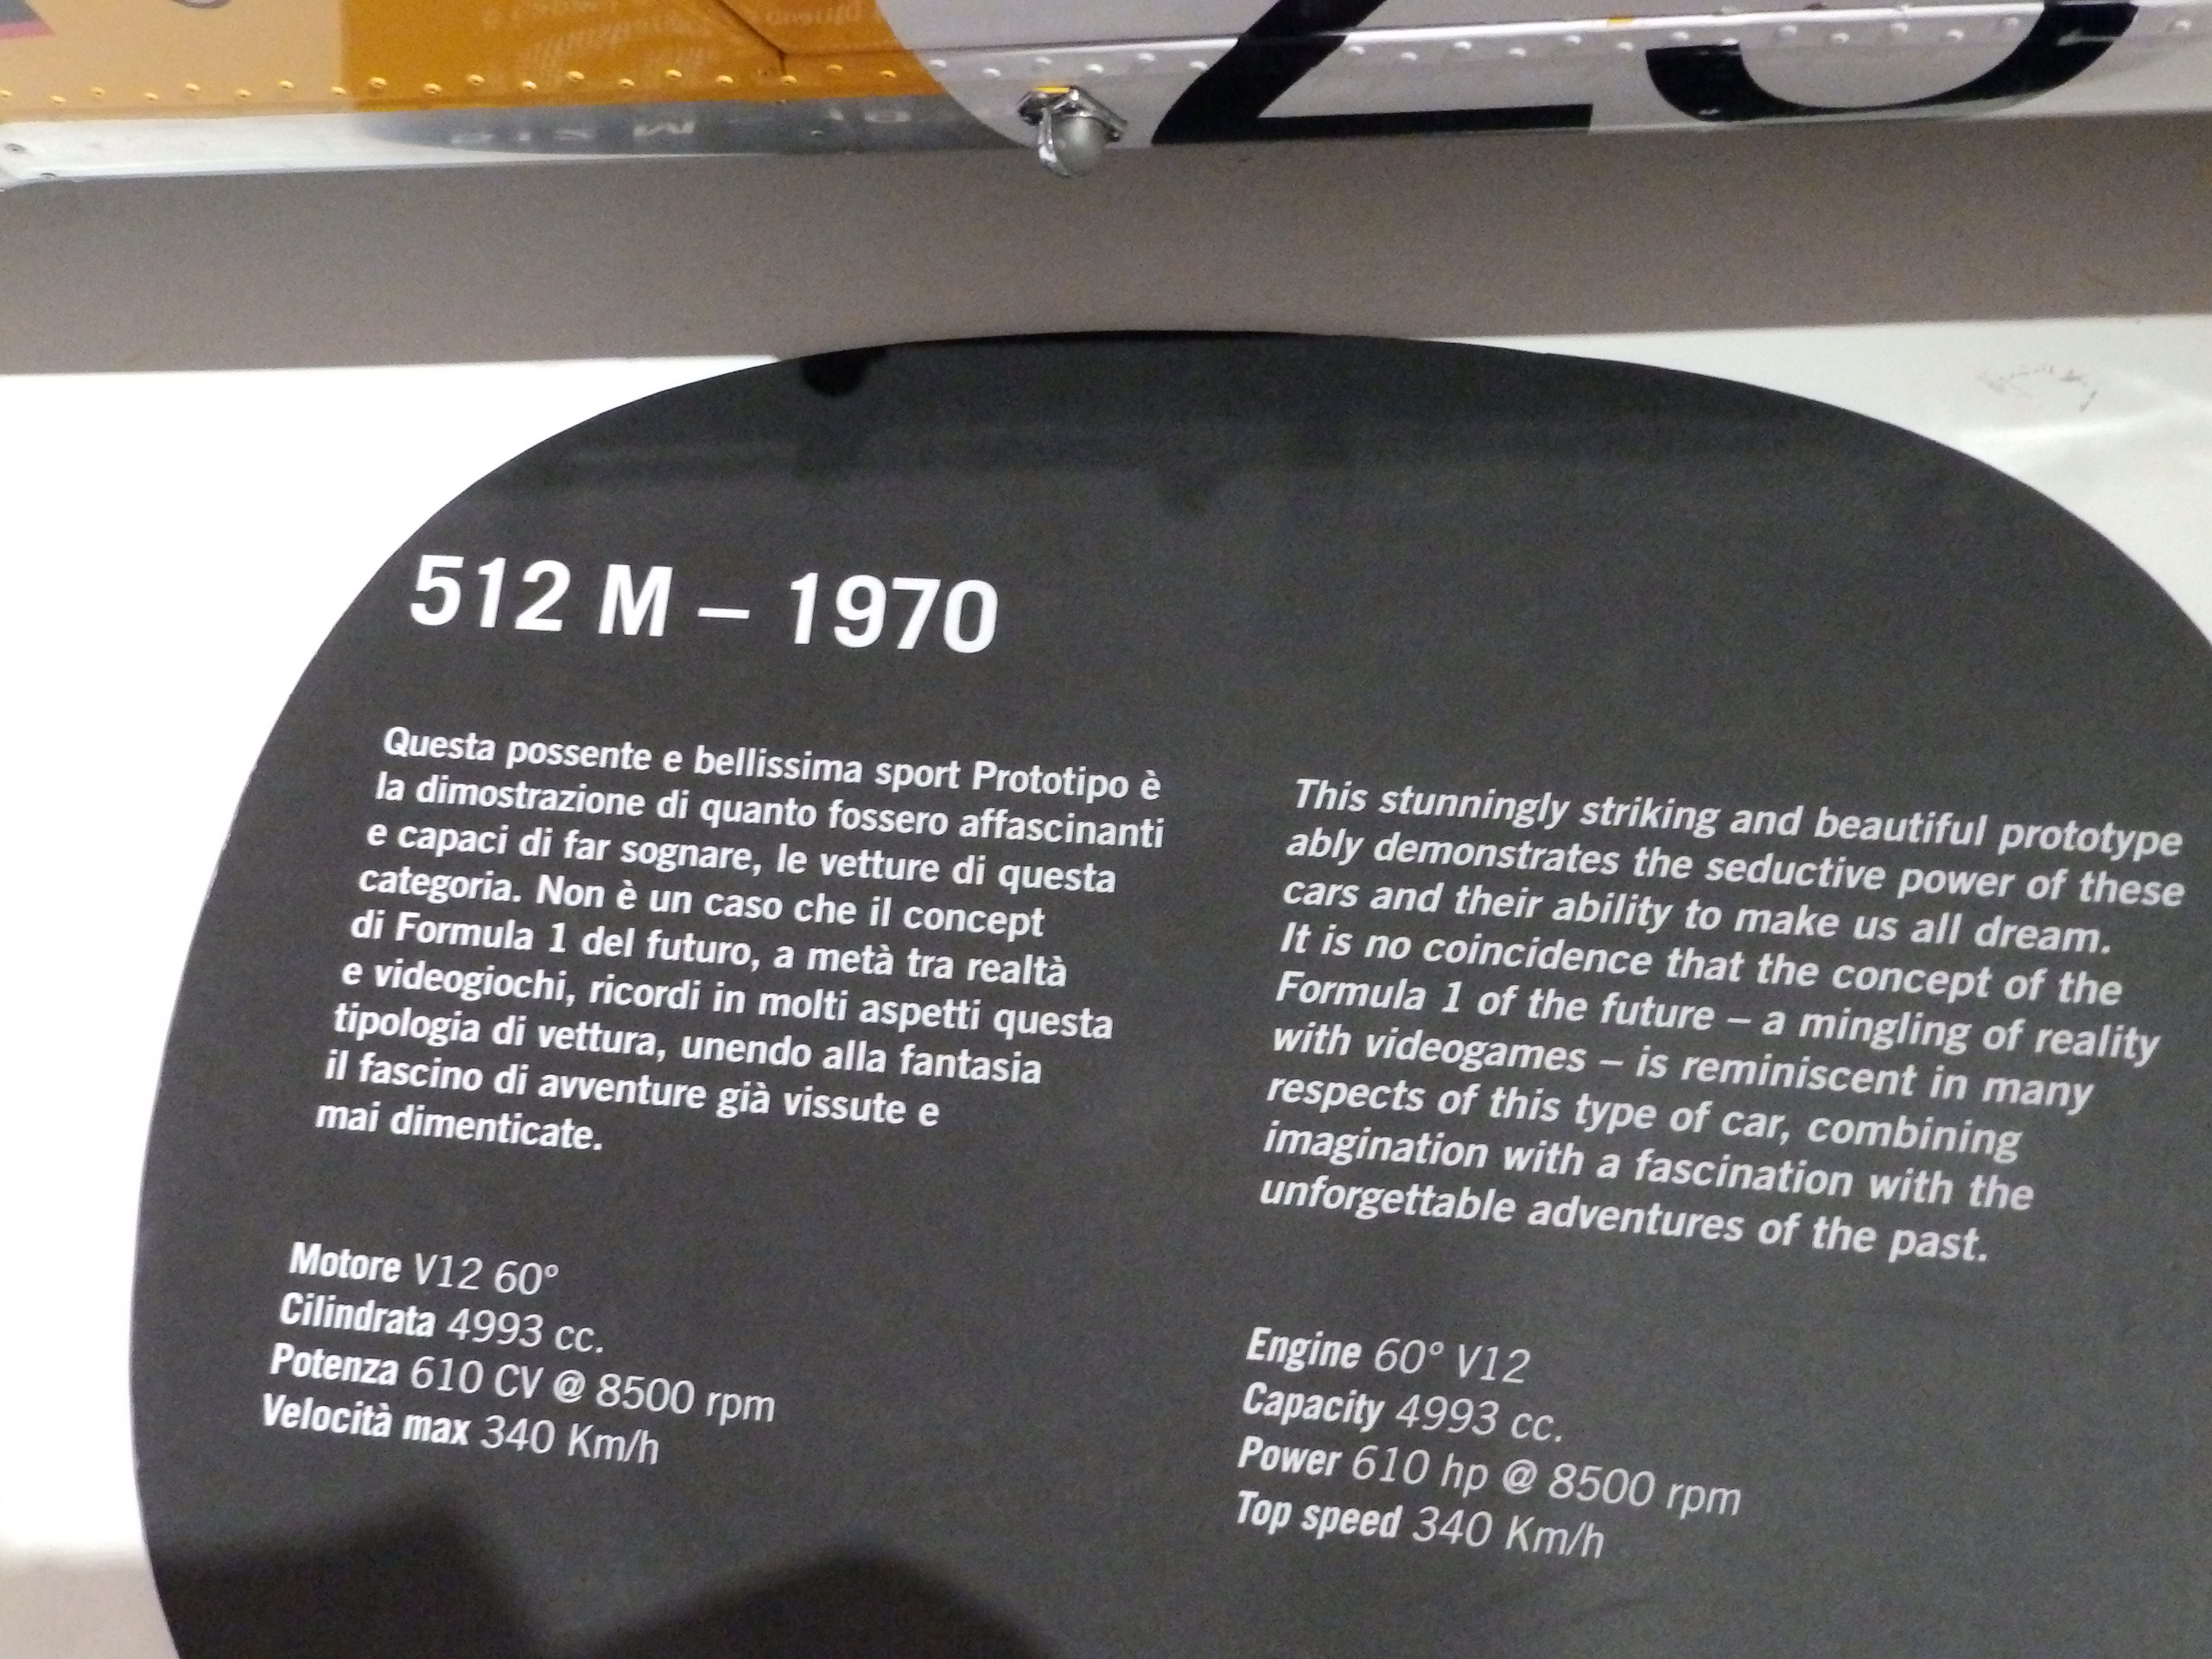 512 M – 1970
Questa possente e bellissima sport Prototipo è
la dimostrazione di quanto fossero affascinanti
e capaci di far sognare, le vetture di questa
categoria. Non è un caso che il concept
di Formula 1 del futuro, a metà tra realtà
e videogiochi, ricordi in molti aspetti questa
tipologia di vettura, unendo alla fantasia
il fascino di avventure già vissute e
mai dimenticate.
Motore V12 60°
Cilindrata 4993 cc.
Potenza 610 CV @ 8500 rpm
Velocità max 340 Km/h
This stunningly striking and beautiful prototype
ably demonstrates the seductive power of these
cars and their ability to make us all dream.
It is no coincidence that the concept of the
Formula 1 of the future – a mingling of reality
with videogames – is reminiscent in many
respects of this type of car, combining
imagination with a fascination with the
unforgettable adventures of the past.
Engine 60° V12
Capacity 4993 cc.
Power 610 hp @ 8500 rpm
Top speed 340 Km/h